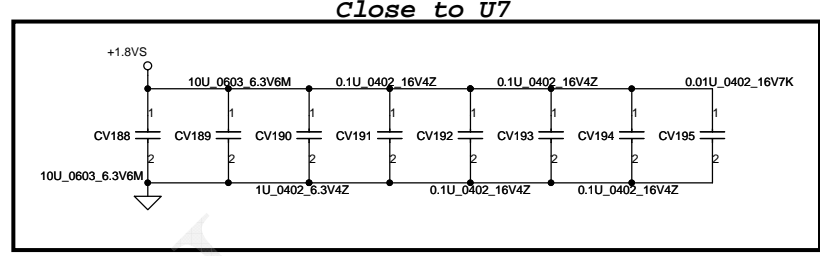 Close to U7
+1.8VS
10U_0603_6.3V6M 0.1U_0402_16V4Z 0.1U_0402_16V4Z 0.01U_0402_16V7K
1 1 1 1 1 1 1 1
CV188 CV189 CV190 CV191 CV192 CV193 CV194 CV195
2 2 2 2 2 2 2 2
10U_0603_6.3V6M
1U_0402_6.3V4Z 0.1U_0402_16V4Z 0.1U_0402_16V4Z